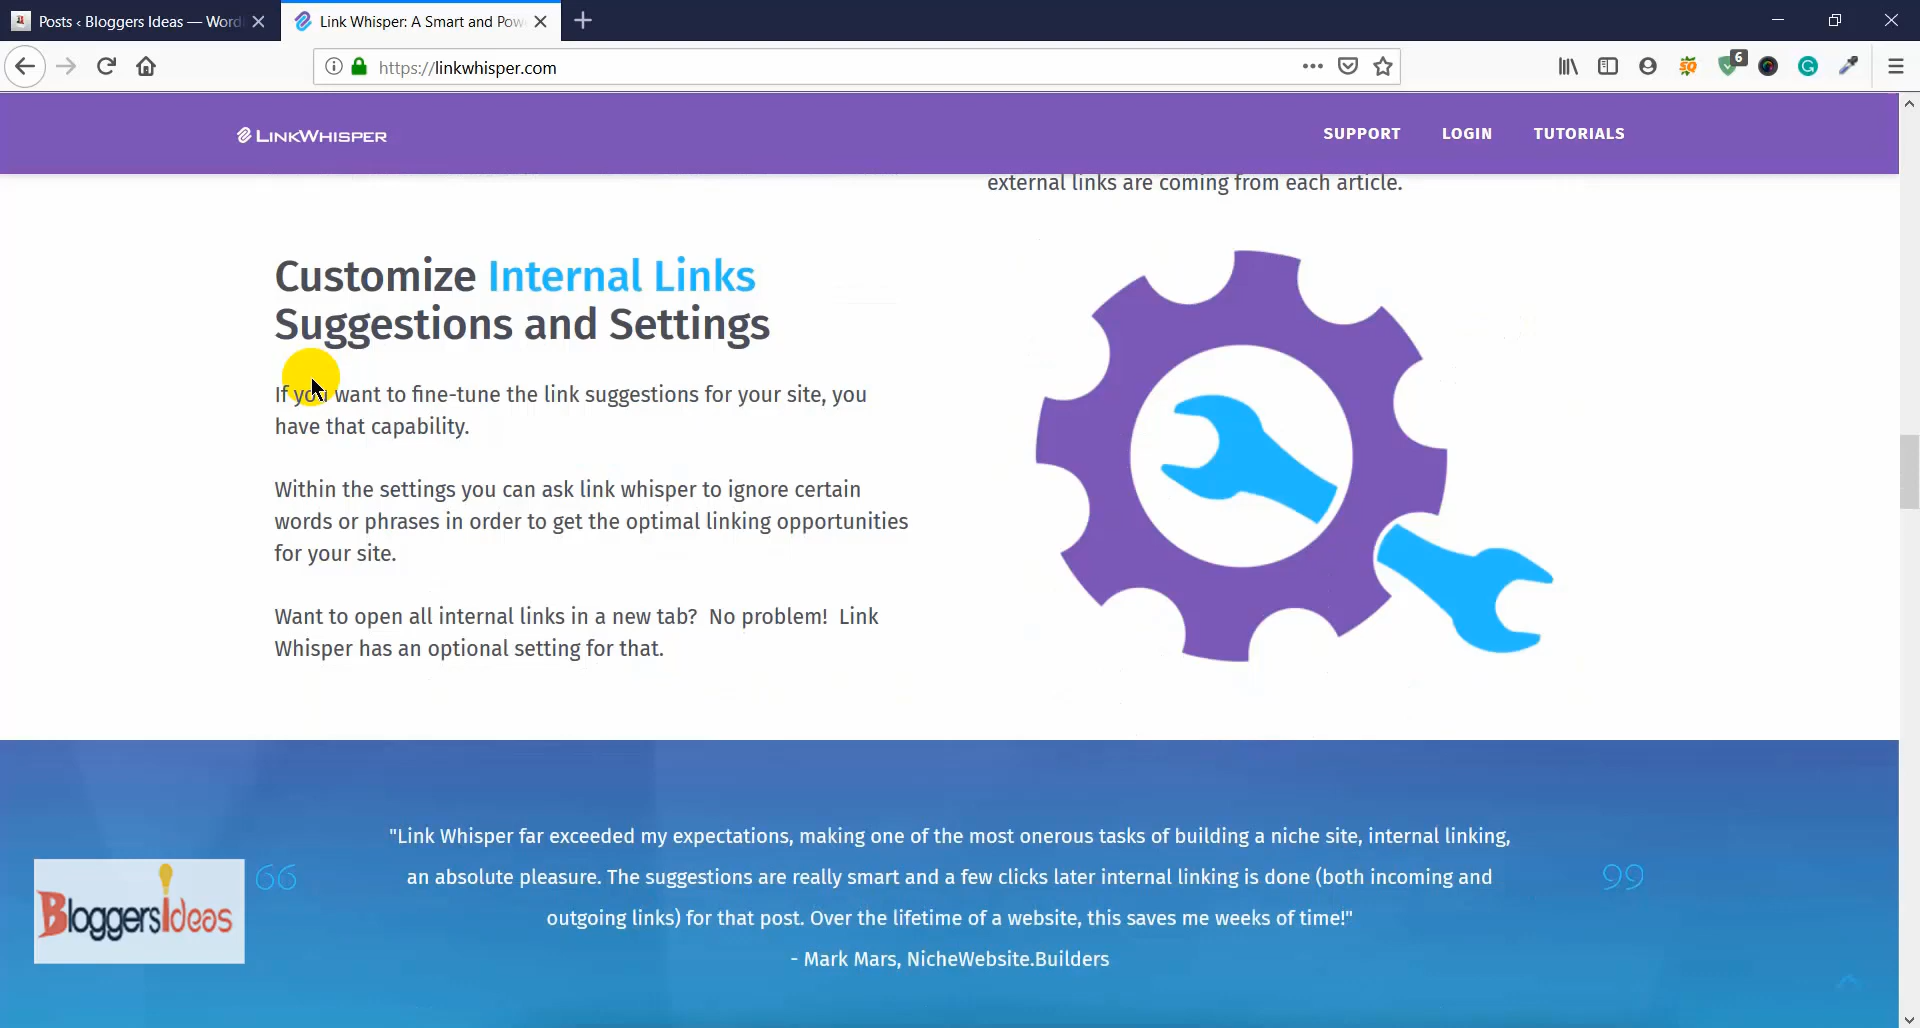 Posts ‹ Bloggers Ideas — Word
Link Whisper: A Smart and Pow
https://linkwhisper.com
6
LINKWHISPER
SUPPORT
LOGIN
TUTORIALS
external links are coming from each article.
Customize Internal Links
Suggestions and Settings
If you want to fine-tune the link suggestions for your site, you
have that capability.
Within the settings you can ask link whisper to ignore certain
words or phrases in order to get the optimal linking opportunities
for your site.
Want to open all internal links in a new tab?  No problem!  Link
Whisper has an optional setting for that.
"Link Whisper far exceeded my expectations, making one of the most onerous tasks of building a niche site, internal linking,
an absolute pleasure. The suggestions are really smart and a few clicks later internal linking is done (both incoming and
outgoing links) for that post. Over the lifetime of a website, this saves me weeks of time!"
- Mark Mars, NicheWebsite.Builders
BloggersIdeas